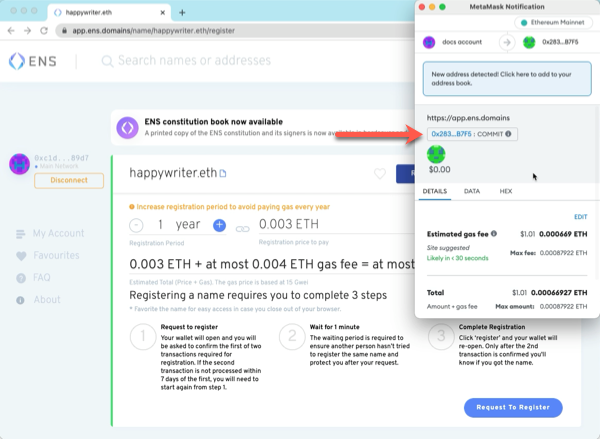 happywriter.eth
app.ens.domains/name/happywriter.eth/register
ENS
Search names or addresses
0xc1d...89d7
Main Network
Disconnect
My Account
Favourites
FAQ
About
ENS constitution book now available
A printed copy of the ENS constitution and its signers is now
happywriter.eth
Increase registration period to avoid paying gas every year
- 1 year +
0.003 ETH
Registration Period
Registration price to pay
0.003 ETH + at most 0.004 ETH gas fee = at most
Estimated Total (Price + Gas). The gas price is based at 15 Gwei
Registering a name requires you to complete 3 steps
* Favorite the name for easy access in case you close out of your browser.
1
Request to register
Your wallet will open and you will
be asked to confirm the first of two
transactions required for
registration. If the second
transaction is not processed within
7 days of the first, you will need to
start again from step 1.
2
Wait for 1 minute
The waiting period is required to
ensure another person hasn't tried
to register the same name and
protect you after your request.
3
Complete Registration
Click 'register' and your wallet will
re-open. Only after the 2nd
transaction is confirmed you'll
know if you got the name.
Request To Register
MetaMask Notification
Ethereum Mainnet
docs account
0x283...B7F5
New address detected! Click here to add to your
address book.
https://app.ens.domains
0x283...B7F5 : COMMIT
$0.00
DETAILS
DATA
HEX
EDIT
Estimated gas fee
$1.01 0.000669 ETH
Site suggested
Likely in < 30 seconds
Max fee: 0.00087922 ETH
Total
$1.01 0.00066927 ETH
Amount + gas fee
Max amount: 0.00087922 ETH